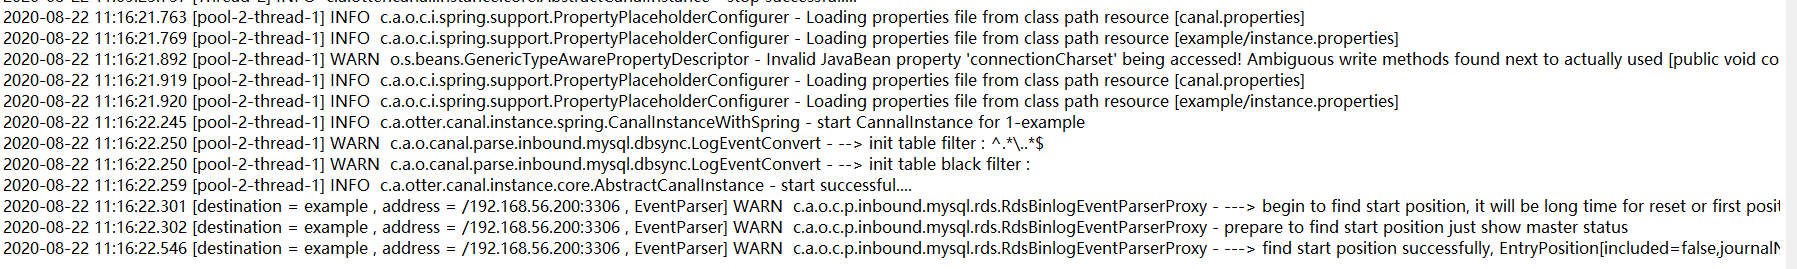 [Thread-2] INFO c.a.otter.canal.instance.core.AbstractCanalInstance - stop successful....
2020-08-22 11:16:21.763 [pool-2-thread-1] INFO  c.a.o.c.i.spring.support.PropertyPlaceholderConfigurer - Loading properties file from class path resource [canal.properties]
2020-08-22 11:16:21.769 [pool-2-thread-1] INFO  c.a.o.c.i.spring.support.PropertyPlaceholderConfigurer - Loading properties file from class path resource [example/instance.properties]
2020-08-22 11:16:21.892 [pool-2-thread-1] WARN  o.s.beans.GenericTypeAwarePropertyDescriptor - Invalid JavaBean property 'connectionCharset' being accessed! Ambiguous write methods found next to actually used [public void co
2020-08-22 11:16:21.919 [pool-2-thread-1] INFO  c.a.o.c.i.spring.support.PropertyPlaceholderConfigurer - Loading properties file from class path resource [canal.properties]
2020-08-22 11:16:21.920 [pool-2-thread-1] INFO  c.a.o.c.i.spring.support.PropertyPlaceholderConfigurer - Loading properties file from class path resource [example/instance.properties]
2020-08-22 11:16:22.245 [pool-2-thread-1] INFO  c.a.otter.canal.instance.spring.CanalInstanceWithSpring - start CannalInstance for 1-example
2020-08-22 11:16:22.250 [pool-2-thread-1] WARN  c.a.o.canal.parse.inbound.mysql.dbsync.LogEventConvert - --> init table filter : ^.*\..*$
2020-08-22 11:16:22.250 [pool-2-thread-1] WARN  c.a.o.canal.parse.inbound.mysql.dbsync.LogEventConvert - --> init table black filter :
2020-08-22 11:16:22.259 [pool-2-thread-1] INFO  c.a.otter.canal.instance.core.AbstractCanalInstance - start successful....
2020-08-22 11:16:22.301 [destination = example , address = /192.168.56.200:3306 , EventParser] WARN  c.a.o.c.p.inbound.mysql.rds.RdsBinlogEventParserProxy - ---> begin to find start position, it will be long time for reset or first posit
2020-08-22 11:16:22.302 [destination = example , address = /192.168.56.200:3306 , EventParser] WARN  c.a.o.c.p.inbound.mysql.rds.RdsBinlogEventParserProxy - prepare to find start position just show master status
2020-08-22 11:16:22.546 [destination = example , address = /192.168.56.200:3306 , EventParser] WARN  c.a.o.c.p.inbound.mysql.rds.RdsBinlogEventParserProxy - ---> find start position successfully, EntryPosition[included=false,journalN